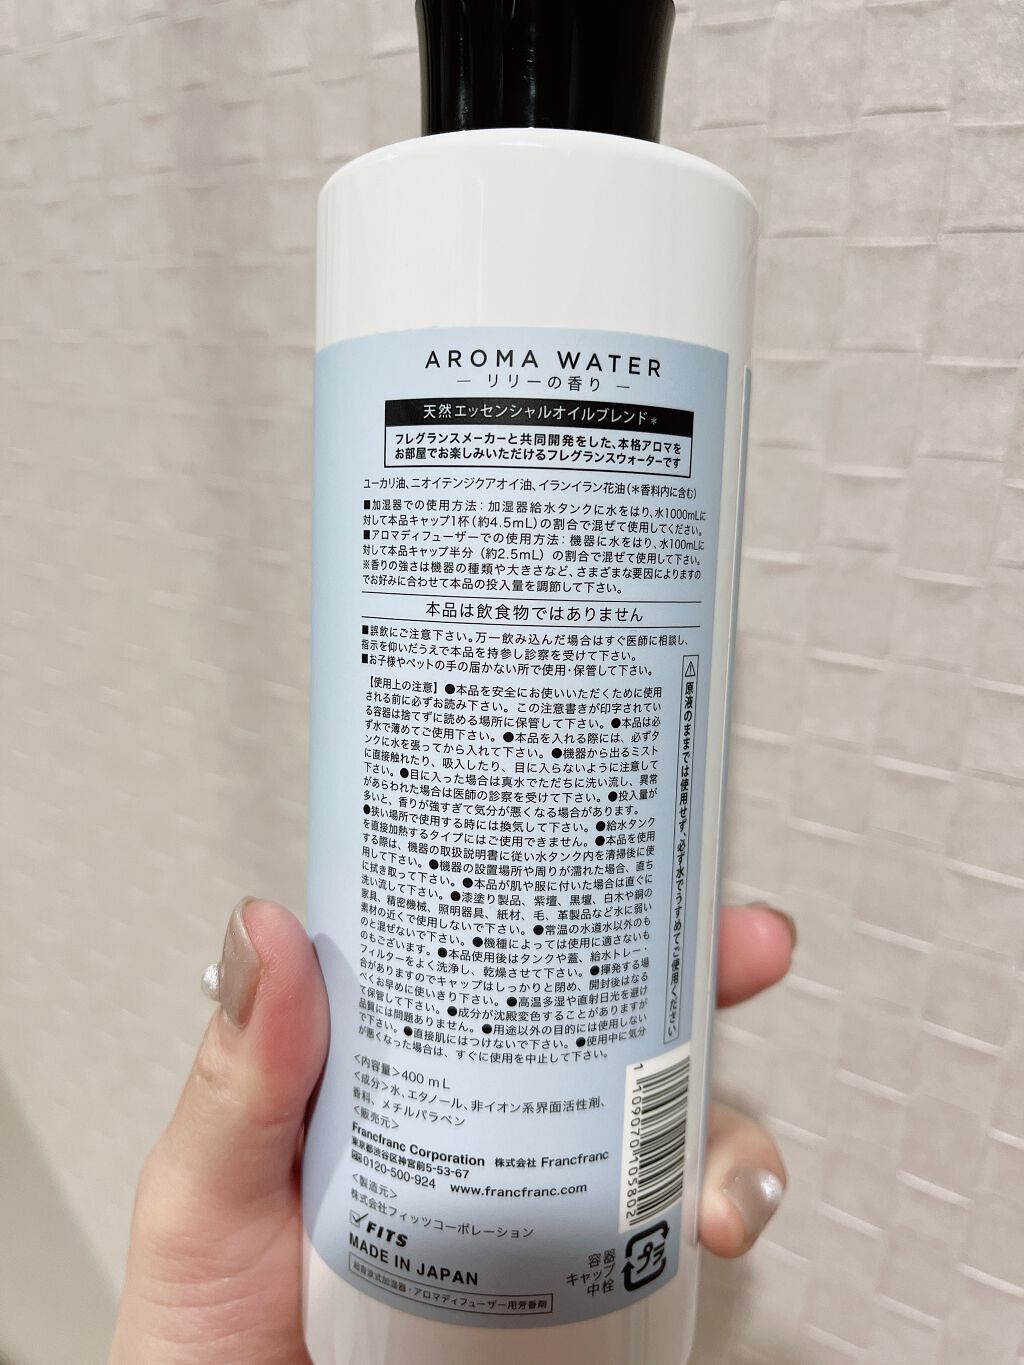 AROMA WATER
— リリーの香り —
天然エッセンシャルオイルブレンド*
フレグランスメーカーと共同開発をした、本格アロマを
お部屋でお楽しみいただけるフレグランスウォーターです
ユーカリ油、ニオイテンジクアオイ油、イランイラン花油(*香料内に含む)
■加湿器での使用方法：加湿器給水タンクに水をはり、水1000mLに
対して本品キャップ1杯(約4.5mL)の割合で混ぜて使用してください。
■アロマディフューザーでの使用方法：機器に水をはり、水100mLに
対して本品キャップ半分（約2.5mL）の割合で混ぜて使用して下さい。
※香りの強さは機器の種類や大きさなど、さまざまな要因によりますの
でお好みに合わせて本品の投入量を調節して下さい。
本品は飲食物ではありません
■誤飲にご注意下さい。万一飲み込んだ場合はすぐ医師に相談し、
指示を仰いだうえで本品を持参し診察を受けて下さい。
■お子様やペットの手の届かない所で使用・保管して下さい。
【使用上の注意】●本品を安全にお使いいただくために使用
される前に必ずお読み下さい。この注意書きが印字されてい
る容器は捨てずに読める場所に保管して下さい。●本品は必
ず水で薄めてご使用下さい。●本品を入れる際には、必ずタ
ンクに水を張ってから入れて下さい。●機器から出るミスト
に直接触れたり、吸入したり、目に入らないように注意して
下さい。●目に入った場合は真水でただちに洗い流し、異常
があらわれた場合は医師の診察を受けて下さい。●投入量が
多いと、香りが強すぎて気分が悪くなる場合があります。
●狭い場所で使用する時には換気して下さい。●給水タンク
を直接加熱するタイプにはご使用できません。●本品を使用
する際は、機器の取扱説明書に従い水タンク内を清掃後に使
用して下さい。●機器の設置場所や周りが濡れた場合、直ち
に拭き取って下さい。●本品が肌や服に付いた場合は直ぐに
洗い流して下さい。●漆塗り製品、紫壇、黒壇、白木や絹の
家具、精密機械、照明器具、紙材、毛、革製品など水に弱い
素材の近くで使用しないで下さい。●常温の水道水以外のも
のと混ぜないで下さい。●機種によっては使用に適さないも
のもございます。●本品使用後はタンクや蓋、給水トレー・
フィルターをよく洗浄し、乾燥させて下さい。●揮発する場
合がありますのでキャップはしっかりと閉め、開封後はなる
べくお早めに使いきり下さい。●高温多湿や直射日光を避け
て保管して下さい。●成分が沈殿変色することがありますが
品質には問題ありません。●用途以外の目的には使用しない
で下さい。●直接肌にはつけないで下さい。●使用中に気分
が悪くなった場合は、すぐに使用を中止して下さい。
⚠原液のままでは使用せず、必ず水でうすめてご使用ください。
<内容量>400 mL
<成分>水、エタノール、非イオン系界面活性剤、
香料、メチルパラベン
<販売元>
Francfranc Corporation 株式会社 Francfranc
東京都渋谷区神宮前5-53-67
0120-500-924 www.francfranc.com
<製造元>
株式会社フィッツコーポレーション
FITS
MADE IN JAPAN
超音波式加湿器・アロマディフューザー用芳香剤
1109070105802
容器
キャップ
中栓
プラ